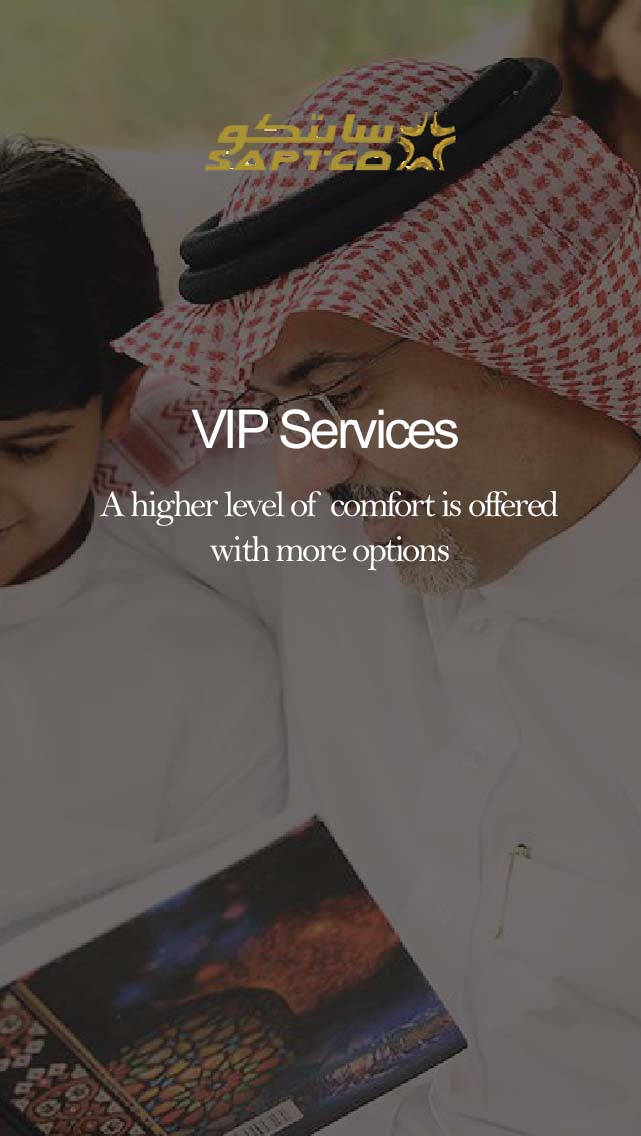 سابتكو
SAPTCO
VIP Services
A higher level of comfort is offered
with more options